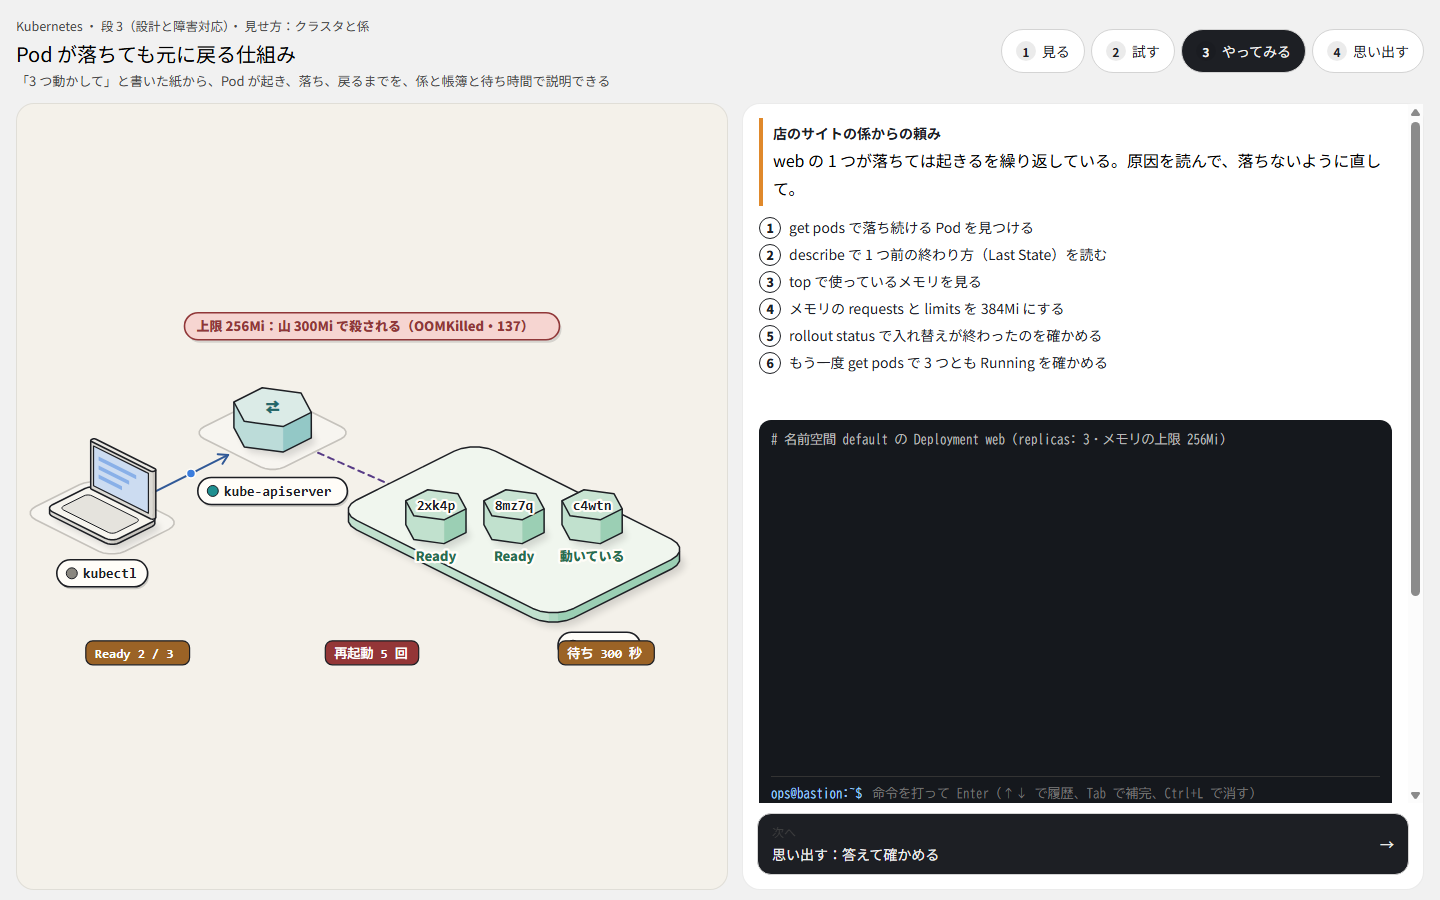 Kubernetes ・ 段 3（設計と障害対応）・ 見せ方：クラスタと係
Pod が落ちても元に戻る仕組み
「3 つ動かして」と書いた紙から、Pod が起き、落ち、戻るまでを、係と帳簿と待ち時間で説明できる
1 見る
2 試す
3 やってみる
4 思い出す
上限 256Mi：山 300Mi で殺される（OOMKilled・137）
⇄
kube-apiserver
kubectl
2xk4p
8mz7q
c4wtn
Ready
Ready
動いている
Ready 2 / 3
再起動 5 回
待ち 300 秒
店のサイトの係からの頼み
web の 1 つが落ちては起きるを繰り返している。原因を読んで、落ちないように直し
て。
1 get pods で落ち続ける Pod を見つける
2 describe で 1 つ前の終わり方（Last State）を読む
3 top で使っているメモリを見る
4 メモリの requests と limits を 384Mi にする
5 rollout status で入れ替えが終わったのを確かめる
6 もう一度 get pods で 3 つとも Running を確かめる
# 名前空間 default の Deployment web（replicas: 3・メモリの上限 256Mi）
ops@bastion:~$ 命令を打って Enter（↑↓ で履歴、Tab で補完、Ctrl+L で消す）
次へ
思い出す：答えて確かめる →